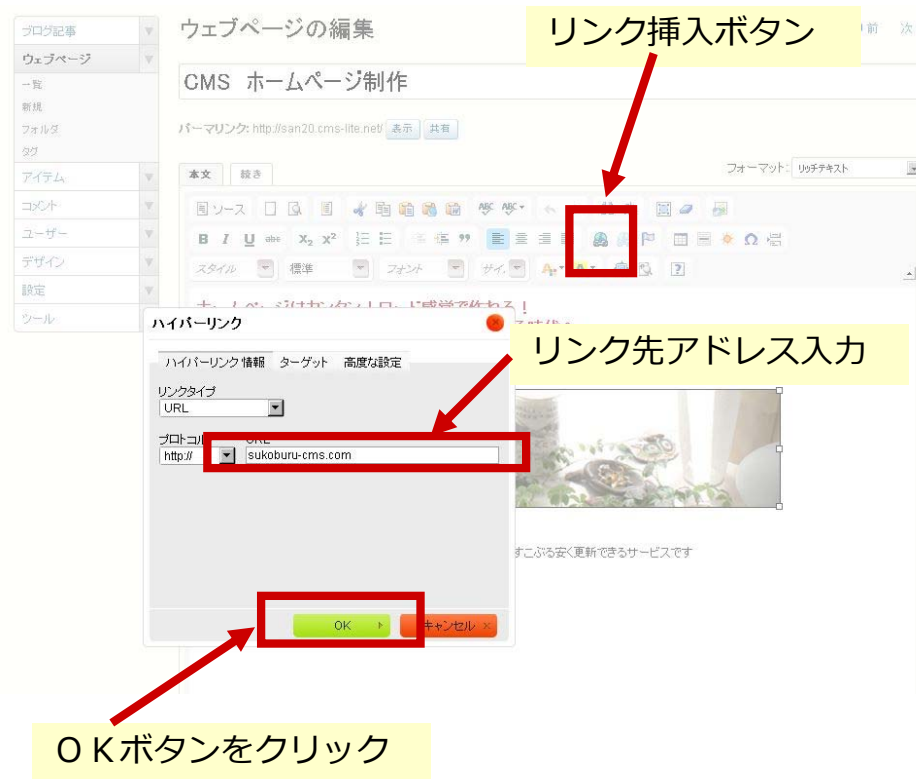 リンク挿入ボタン
ブログ記事
ウェブページの編集
前 次
ウェブページ
一覧
CMS ホームページ制作
新規
フォルダ
パーマリンク: http://san20.cms-lite.net/ 表示 共有
タグ
アイテム
本文 続き
フォーマット: リッチテキスト
コメント
ソース
ユーザー
B I U abc X₂ X²
デザイン
スタイル 標準 フォント サイ
設定
ツール
ハイパーリンク
リンク先アドレス入力
ハイパーリンク情報 ターゲット 高度な設定
リンクタイプ
URL
プロトコル URL
http:// sukoburu-cms.com
すこぶる安く更新できるサービスです
OK キャンセル
ＯＫボタンをクリック